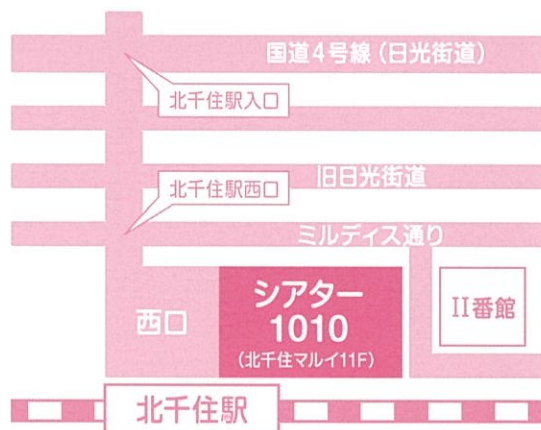 国道4号線(日光街道)
北千住駅入口
旧日光街道
北千住駅西口
ミルディス通り
西口
シアター
1010
(北千住マルイ11F)
II番館
北千住駅